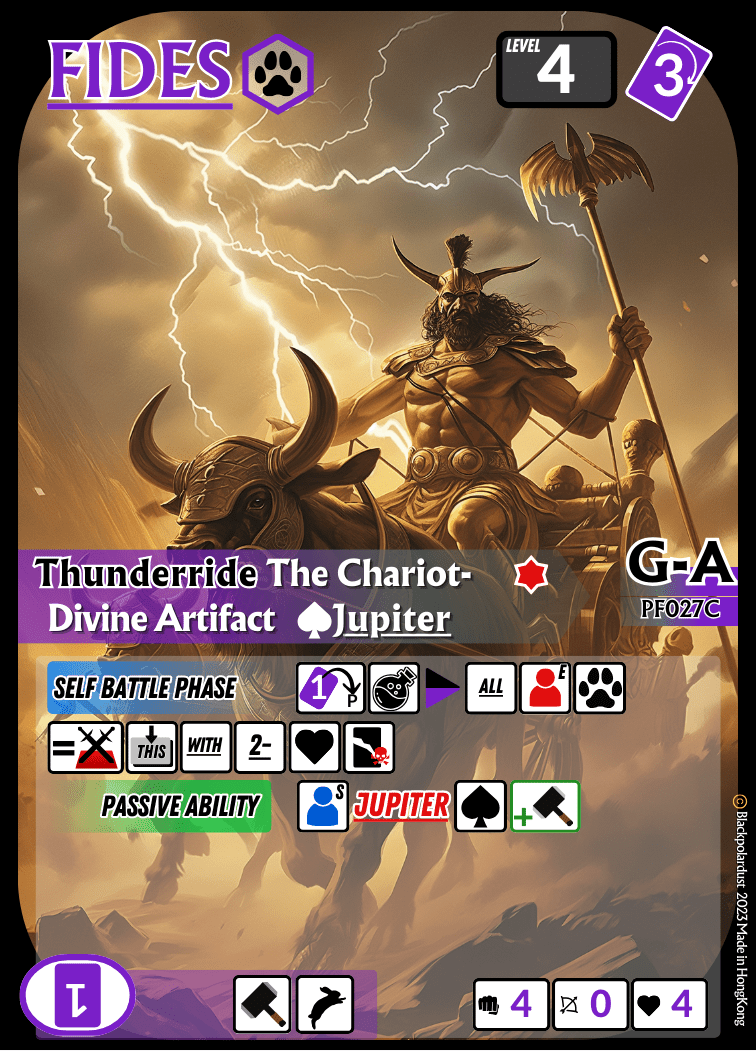 FIDES
LEVEL
4
3
Thunderride The Chariot-
G-A
Divine Artifact Jupiter
PF027C
SELF BATTLE PHASE 1 P ALL E
= THIS WITH 2-
PASSIVE ABILITY S JUPITER +
1
4 0 4
© Blackpolardust 2023 Made in HongKong